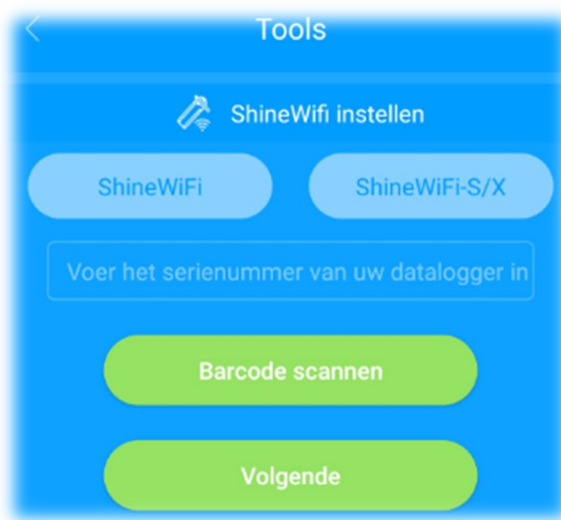 Tools
ShineWifi instellen
ShineWiFi
ShineWiFi-S/X
Voer het serienummer van uw datalogger in
Barcode scannen
Volgende